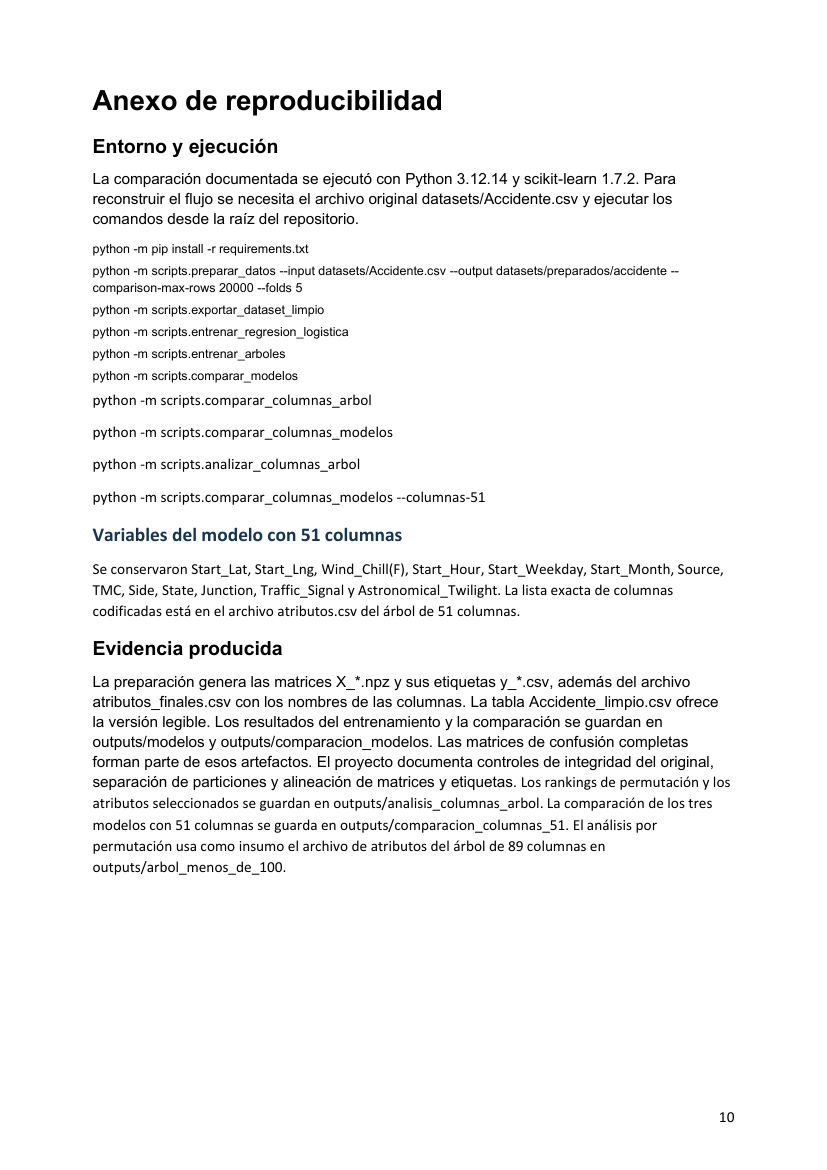 Anexo de reproducibilidad
Entorno y ejecución
La comparación documentada se ejecutó con Python 3.12.14 y scikit-learn 1.7.2. Para
reconstruir el flujo se necesita el archivo original datasets/Accidente.csv y ejecutar los
comandos desde la raíz del repositorio.
python -m pip install -r requirements.txt
python -m scripts.preparar_datos --input datasets/Accidente.csv --output datasets/preparados/accidente --
comparison-max-rows 20000 --folds 5
python -m scripts.exportar_dataset_limpio
python -m scripts.entrenar_regresion_logistica
python -m scripts.entrenar_arboles
python -m scripts.comparar_modelos
python -m scripts.comparar_columnas_arbol
python -m scripts.comparar_columnas_modelos
python -m scripts.analizar_columnas_arbol
python -m scripts.comparar_columnas_modelos --columnas-51
Variables del modelo con 51 columnas
Se conservaron Start_Lat, Start_Lng, Wind_Chill(F), Start_Hour, Start_Weekday, Start_Month, Source,
TMC, Side, State, Junction, Traffic_Signal y Astronomical_Twilight. La lista exacta de columnas
codificadas está en el archivo atributos.csv del árbol de 51 columnas.
Evidencia producida
La preparación genera las matrices X_*.npz y sus etiquetas y_*.csv, además del archivo
atributos_finales.csv con los nombres de las columnas. La tabla Accidente_limpio.csv ofrece
la versión legible. Los resultados del entrenamiento y la comparación se guardan en
outputs/modelos y outputs/comparacion_modelos. Las matrices de confusión completas
forman parte de esos artefactos. El proyecto documenta controles de integridad del original,
separación de particiones y alineación de matrices y etiquetas. Los rankings de permutación y los
atributos seleccionados se guardan en outputs/analisis_columnas_arbol. La comparación de los tres
modelos con 51 columnas se guarda en outputs/comparacion_columnas_51. El análisis por
permutación usa como insumo el archivo de atributos del árbol de 89 columnas en
outputs/arbol_menos_de_100.
10